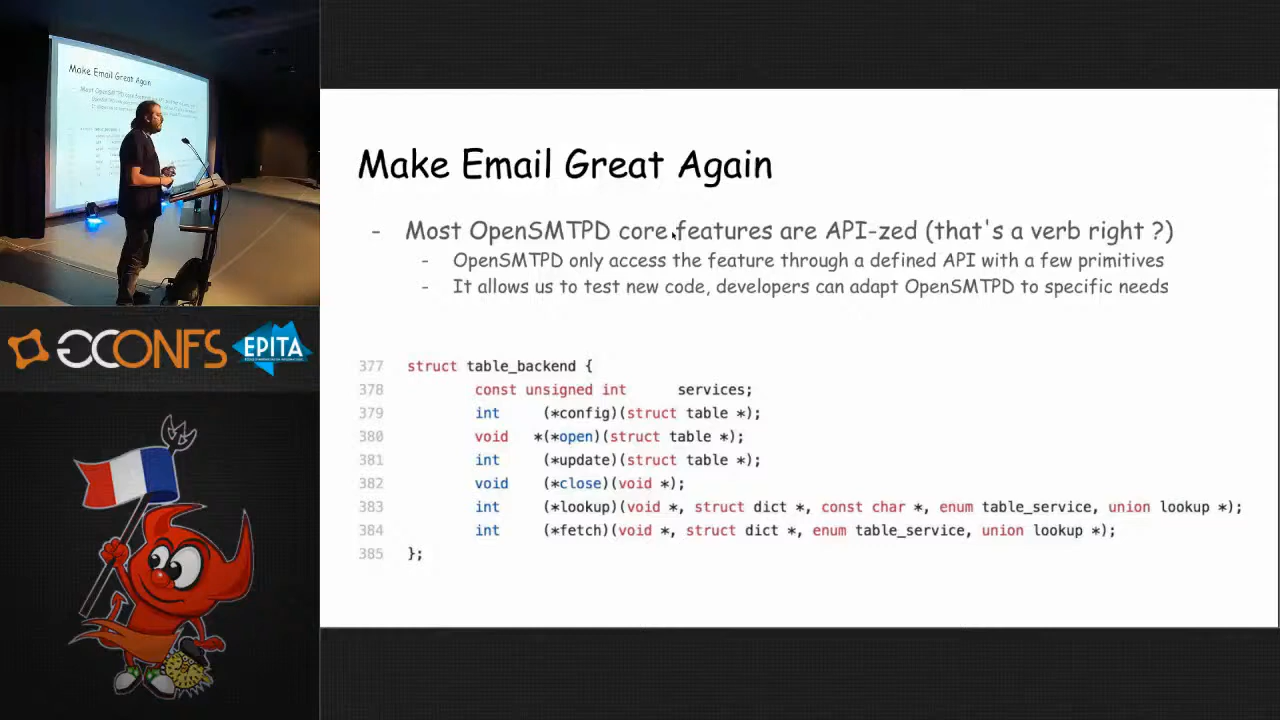 Make Email Great Again
- Most OpenSMTPD core features are API-zed (that's a verb right ?)
- OpenSMTPD only access the feature through a defined API with a few primitives
- It allows us to test new code, developers can adapt OpenSMTPD to specific needs
377 struct table_backend {
378 const unsigned int services;
379 int (*config)(struct table *);
380 void *(*open)(struct table *);
381 int (*update)(struct table *);
382 void (*close)(void *);
383 int (*lookup)(void *, struct dict *, const char *, enum table_service, union lookup *);
384 int (*fetch)(void *, struct dict *, enum table_service, union lookup *);
385 };
Make Email Great Again
GCONFS
EPITA